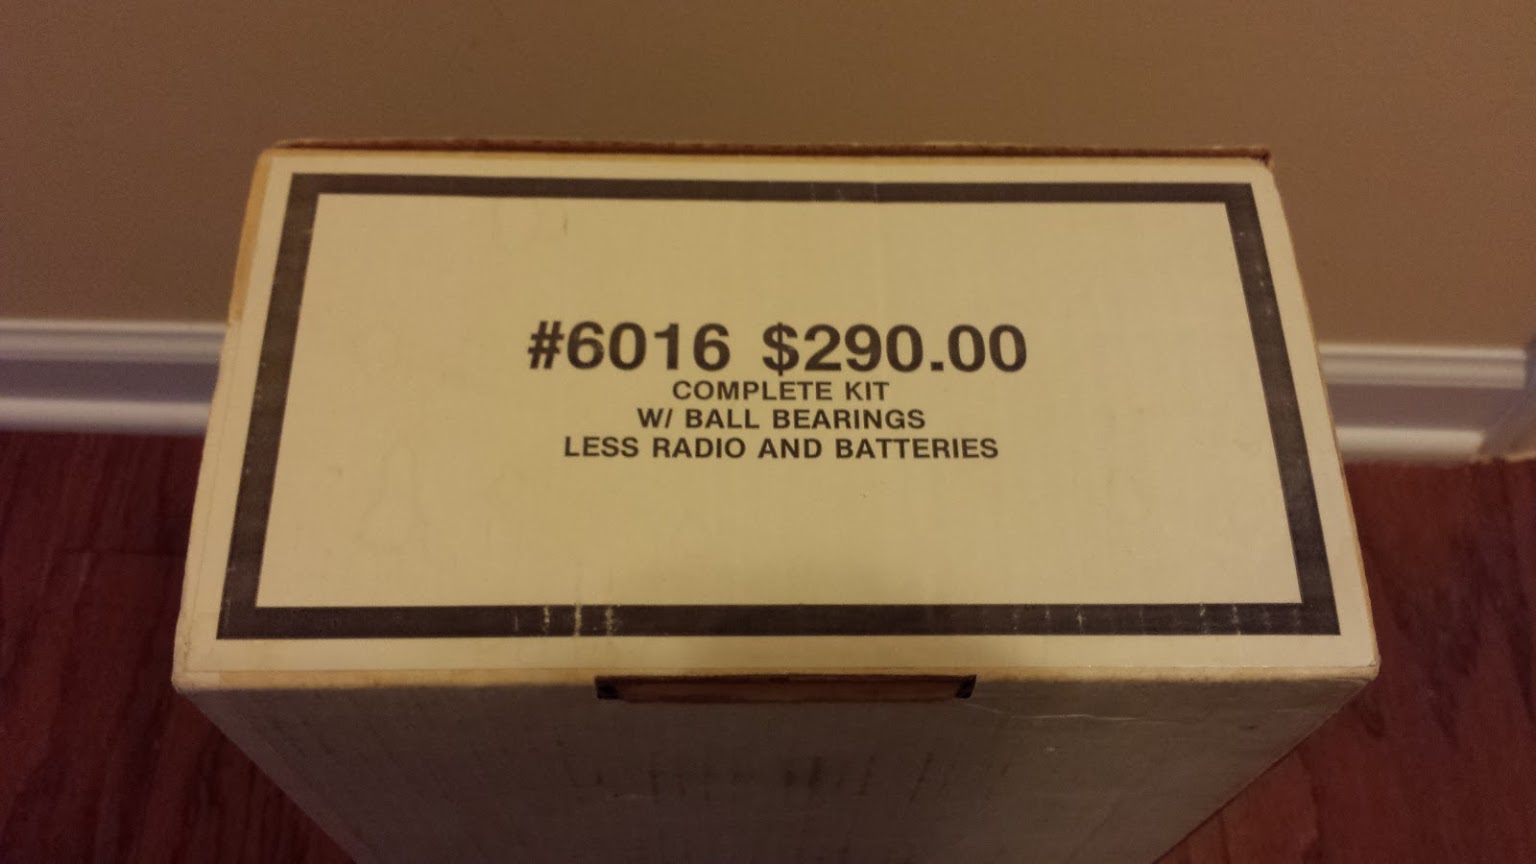 #6016 $290.00
COMPLETE KIT
W/ BALL BEARINGS
LESS RADIO AND BATTERIES